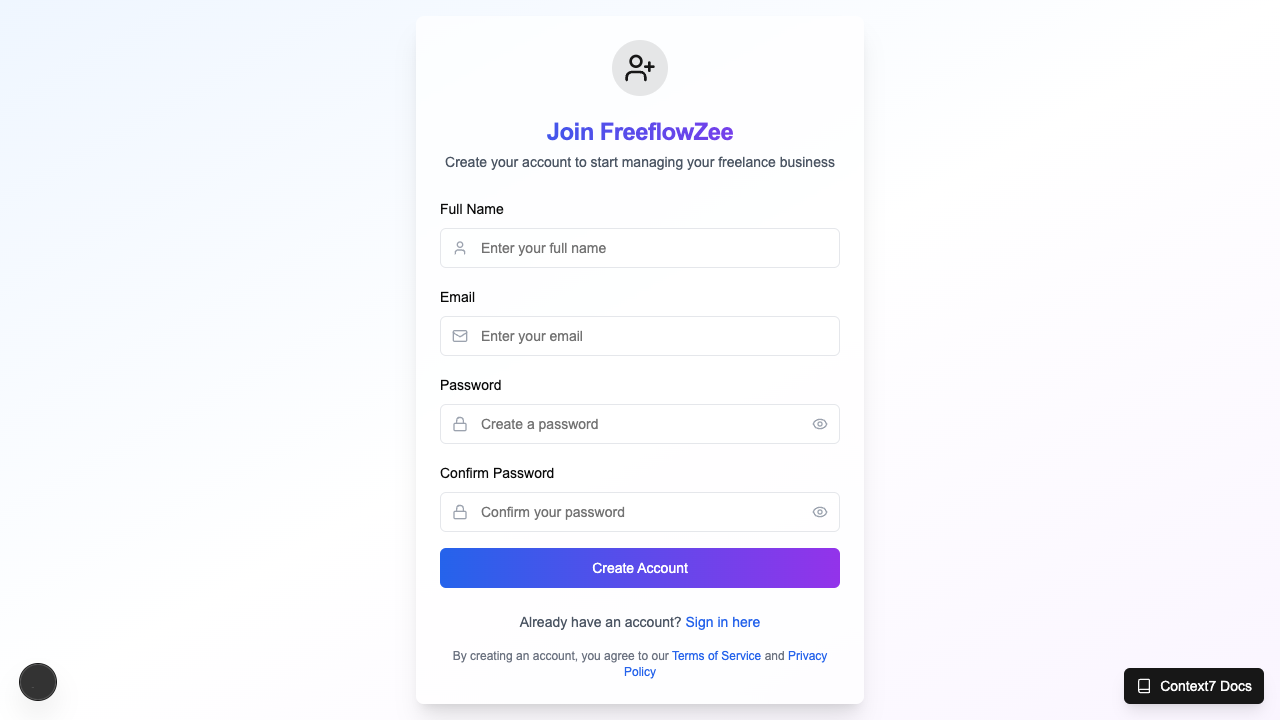 Join FreeflowZee
Create your account to start managing your freelance business
Full Name
Enter your full name
Email
Enter your email
Password
Create a password
Confirm Password
Confirm your password
Create Account
Already have an account? Sign in here
By creating an account, you agree to our Terms of Service and Privacy
Policy
Context7 Docs